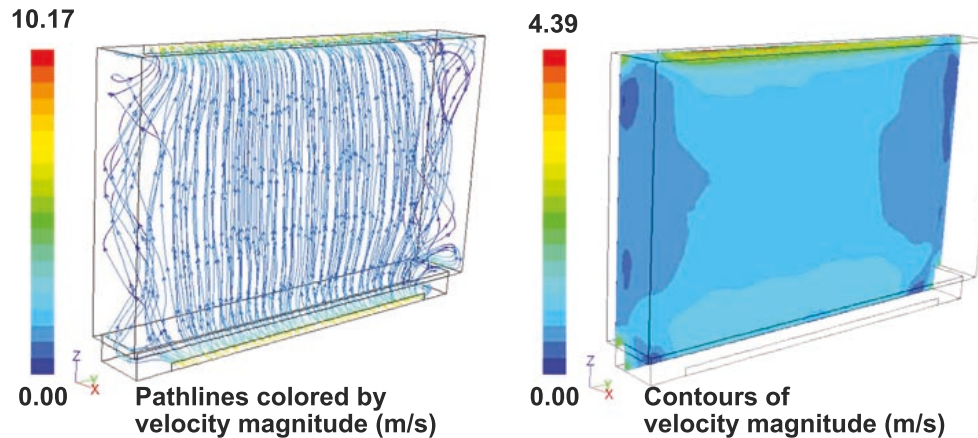 10.17
0.00
Z
Y
X
Pathlines colored by
velocity magnitude (m/s)
4.39
0.00
Z
Y
X
Contours of
velocity magnitude (m/s)